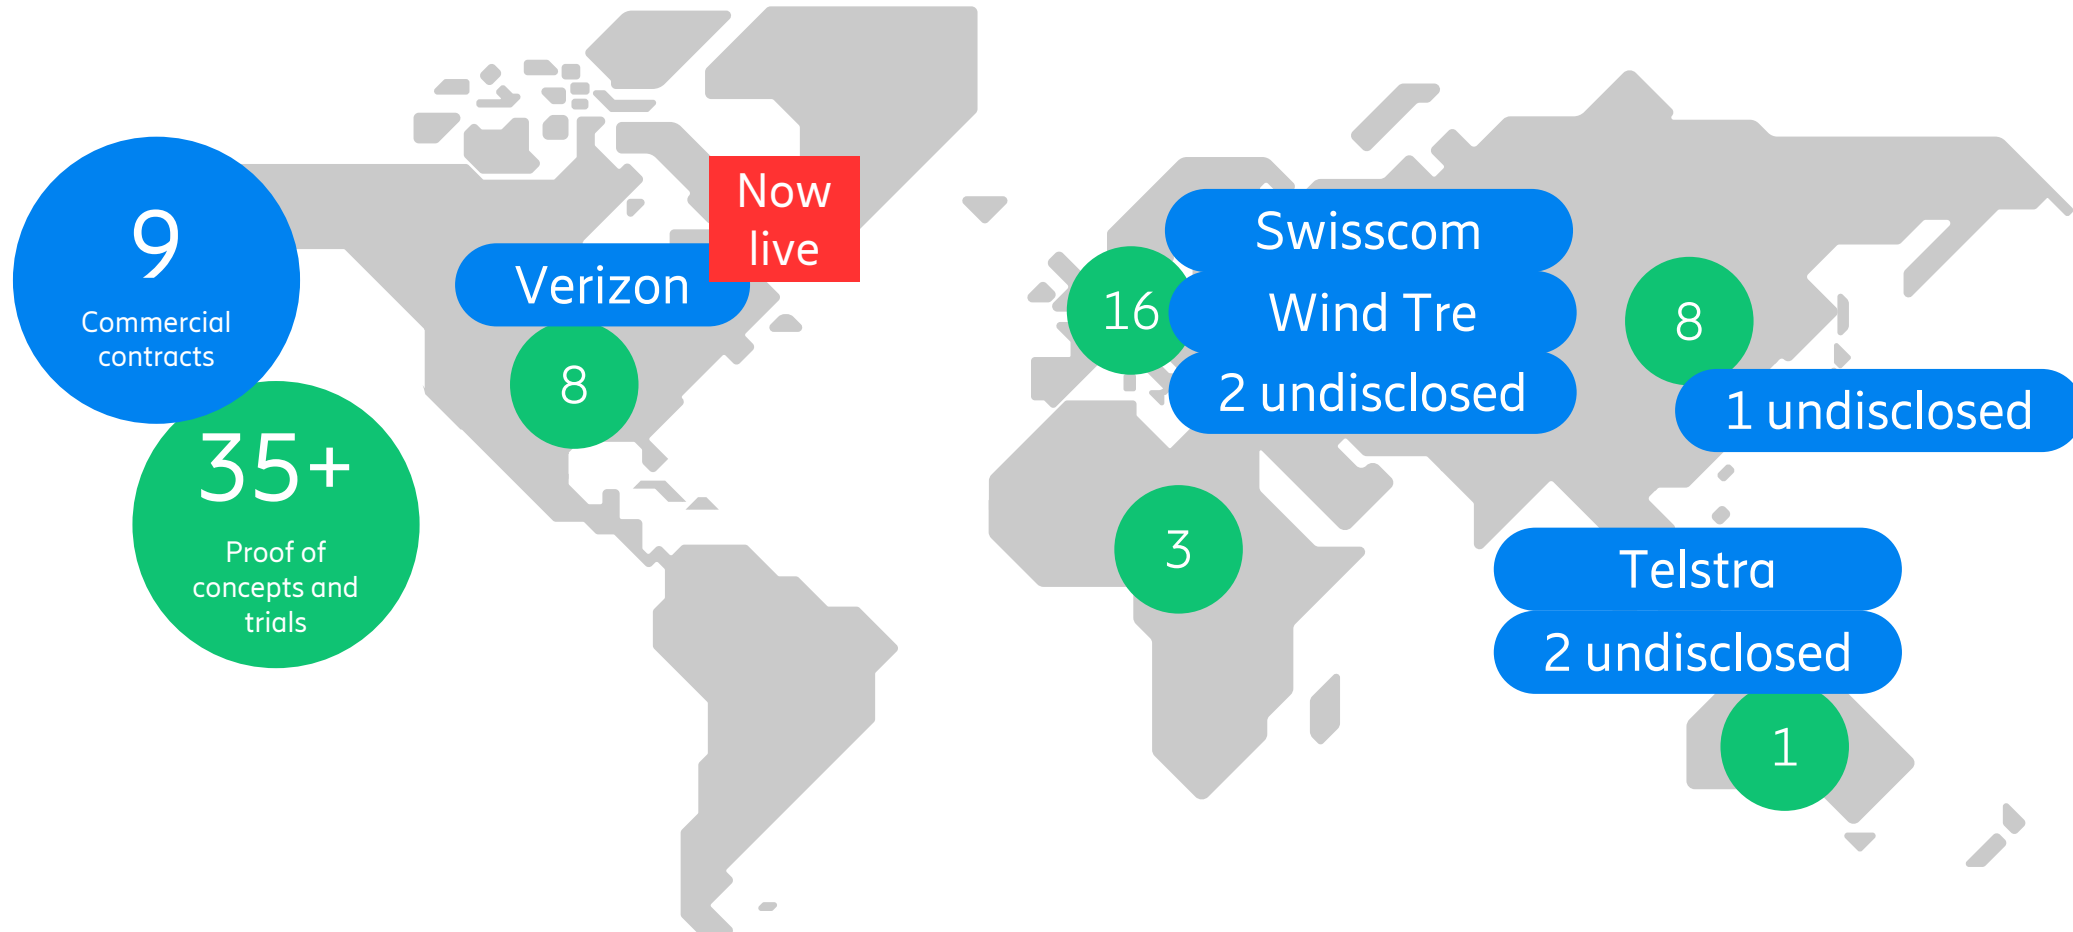 9
Commercial
contracts
35+
Proof of
concepts and
trials
Now
live
Verizon
8
16
Swisscom
Wind Tre
2 undisclosed
8
1 undisclosed
3
Telstra
2 undisclosed
1